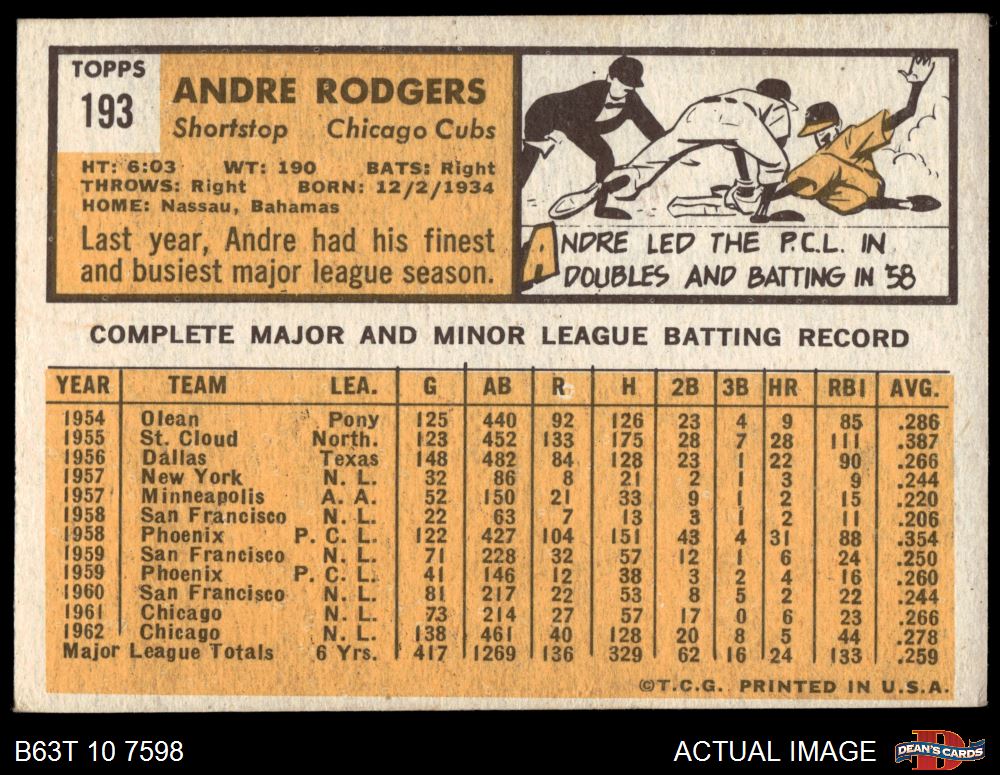 TOPPS
193
ANDRE RODGERS
Shortstop Chicago Cubs
HT: 6:03 WT: 190 BATS: Right
THROWS: Right BORN: 12/2/1934
HOME: Nassau, Bahamas
Last year, Andre had his finest
and busiest major league season.
ANDRE LED THE P.C.L. IN
DOUBLES AND BATTING IN '58
COMPLETE MAJOR AND MINOR LEAGUE BATTING RECORD
YEAR TEAM LEA. G AB R H 2B 3B HR RBI AVG.
1954 Olean Pony 125 440 92 126 23 4 9 85 .286
1955 St. Cloud North. 123 452 133 175 28 7 28 111 .387
1956 Dallas Texas 148 482 84 128 23 1 22 90 .266
1957 New York N. L. 32 86 8 21 2 1 3 9 .244
1957 Minneapolis A. A. 52 150 21 33 9 1 2 15 .220
1958 San Francisco N. L. 22 63 7 13 3 1 2 11 .206
1958 Phoenix P. C. L. 122 427 104 151 43 4 31 88 .354
1959 San Francisco N. L. 71 228 32 57 12 1 6 24 .250
1959 Phoenix P. C. L. 41 146 12 38 3 2 4 16 .260
1960 San Francisco N. L. 81 217 22 53 8 5 2 22 .244
1961 Chicago N. L. 73 214 27 57 17 0 6 23 .266
1962 Chicago N. L. 138 461 40 128 20 8 5 44 .278
Major League Totals 6 Yrs. 417 1269 136 329 62 16 24 133 .259
©T.C.G. PRINTED IN U.S.A.
B63T 10 7598
ACTUAL IMAGE
DEAN'S CARDS